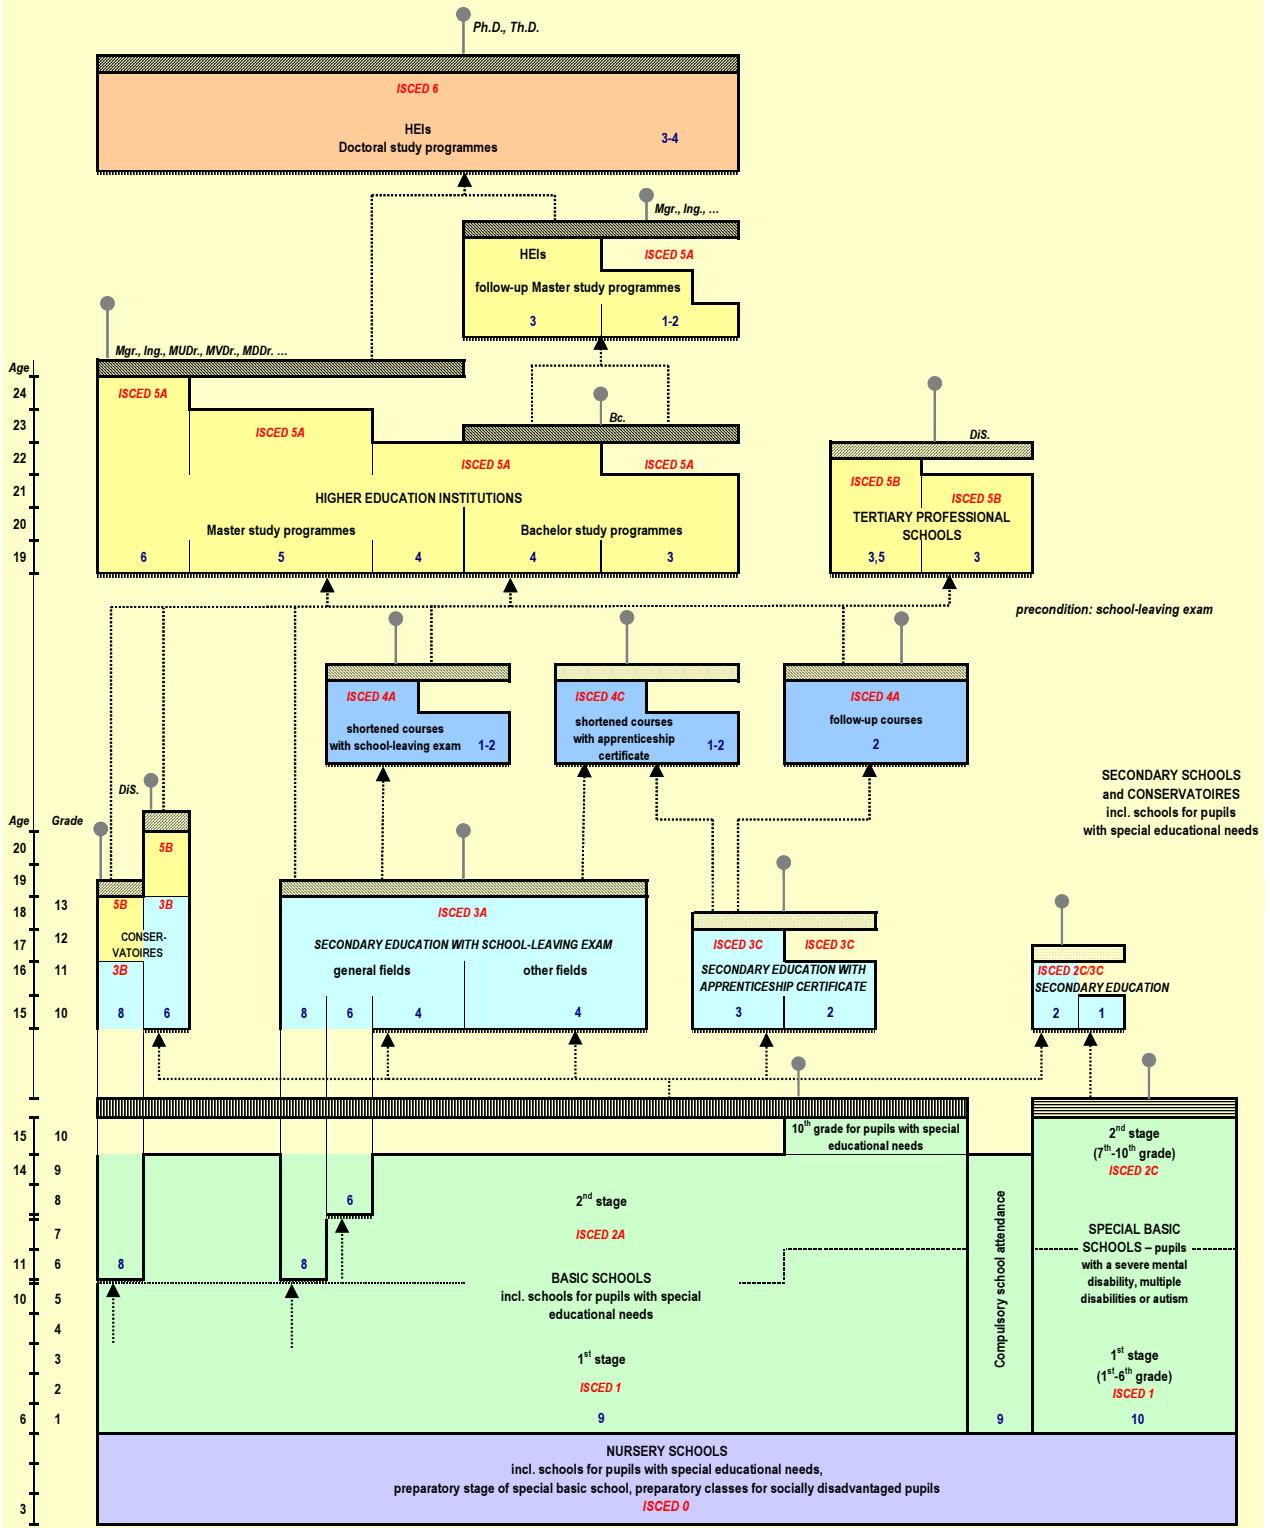 Ph.D., Th.D.
ISCED 6
HEIs
Doctoral study programmes
3-4
Mgr., Ing., ...
HEIs
ISCED 5A
follow-up Master study programmes
3
1-2
Mgr., Ing., MUDr., MVDr., MDDr. ...
Age
24
ISCED 5A
23
ISCED 5A
Bc.
DiS.
22
ISCED 5A
ISCED 5A
ISCED 5B
21
HIGHER EDUCATION INSTITUTIONS
ISCED 5B
20
Master study programmes
Bachelor study programmes
TERTIARY PROFESSIONAL
SCHOOLS
19
6
5
4
4
3
3,5
3
precondition: school-leaving exam
ISCED 4A
shortened courses
with school-leaving exam
1-2
ISCED 4C
shortened courses
with apprenticeship
certificate
1-2
ISCED 4A
follow-up courses
2
SECONDARY SCHOOLS
and CONSERVATOIRES
incl. schools for pupils
with special educational needs
DiS.
Age
Grade
20
5B
19
18
13
5B
3B
ISCED 3A
17
12
CONSER-
VATOIRES
SECONDARY EDUCATION WITH SCHOOL-LEAVING EXAM
ISCED 3C
ISCED 3C
16
11
3B
general fields
other fields
SECONDARY EDUCATION WITH
APPRENTICESHIP CERTIFICATE
ISCED 2C/3C
SECONDARY EDUCATION
15
10
8
6
8
6
4
4
3
2
2
1
15
10
10th grade for pupils with special
educational needs
2nd stage
(7th-10th grade)
ISCED 2C
14
9
8
6
2nd stage
7
ISCED 2A
11
6
8
8
BASIC SCHOOLS
incl. schools for pupils with special
educational needs
Compulsory school attendance
SPECIAL BASIC
SCHOOLS – pupils
with a severe mental
disability, multiple
disabilities or autism
10
5
4
3
1st stage
1st stage
(1st-6th grade)
2
ISCED 1
ISCED 1
6
1
9
9
10
NURSERY SCHOOLS
incl. schools for pupils with special educational needs,
preparatory stage of special basic school, preparatory classes for socially disadvantaged pupils
3
ISCED 0